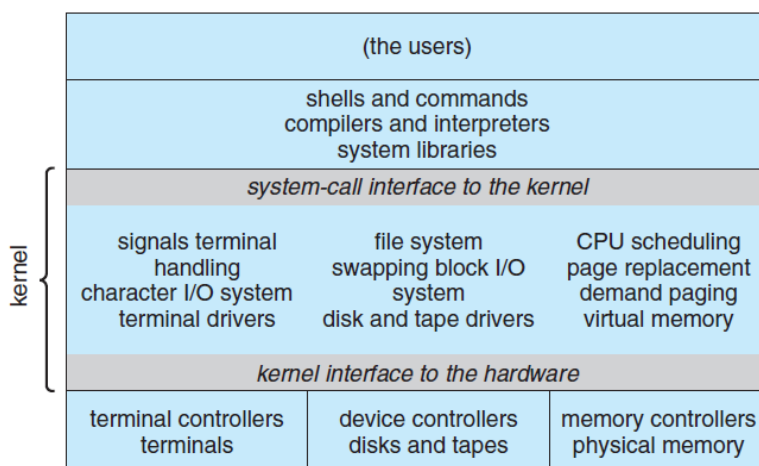 (the users)
shells and commands
compilers and interpreters
system libraries
kernel
system-call interface to the kernel
signals terminal
handling
character I/O system
terminal drivers
file system
swapping block I/O
system
disk and tape drivers
CPU scheduling
page replacement
demand paging
virtual memory
kernel interface to the hardware
terminal controllers
terminals
device controllers
disks and tapes
memory controllers
physical memory